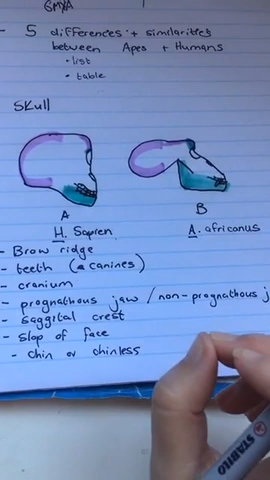 6MYA
- 5 differences + similarities
between Apes + Humans
• list
• table
Skull
A
B
H. Sapien
A. africanus
- Brow ridge
- teeth (canines)
- cranium
- prognathous jaw / non-prognathous j
- saggital crest
- slop of face
- chin or chinless
STABILO